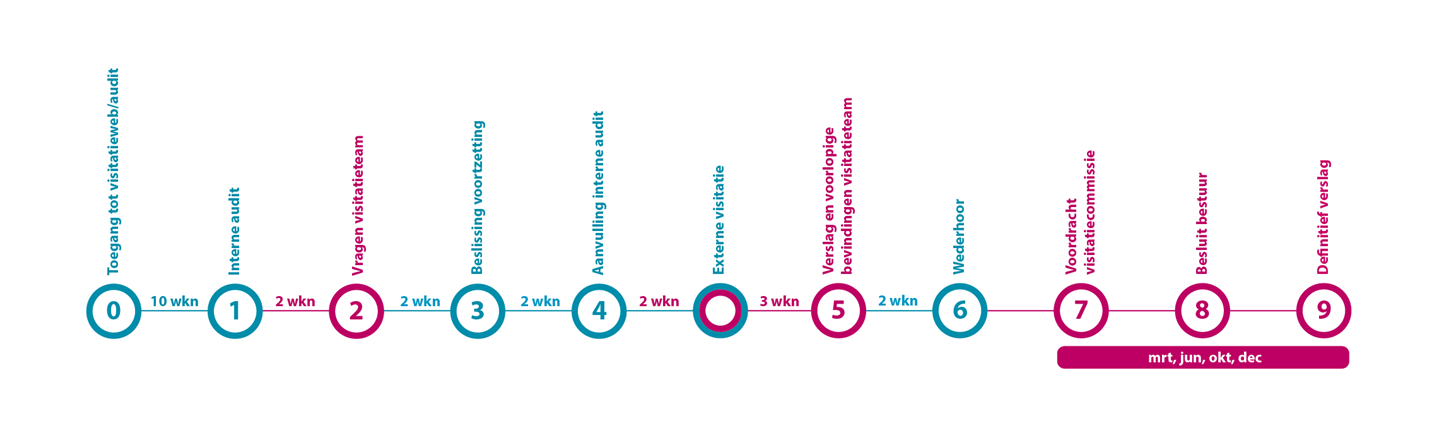 Toegang tot visitatieweb/audit
Interne audit
Vragen visitatieteam
Beslissing voortzetting
Aanvulling interne audit
Externe visitatie
Verslag en voorlopige
bevindingen visitatieteam
Wederhoor
Voordracht
visitatiecommissie
Besluit bestuur
Definitief verslag
0
10 wkn
1
2 wkn
2
2 wkn
3
2 wkn
4
2 wkn
3 wkn
5
2 wkn
6
7
8
9
mrt, jun, okt, dec